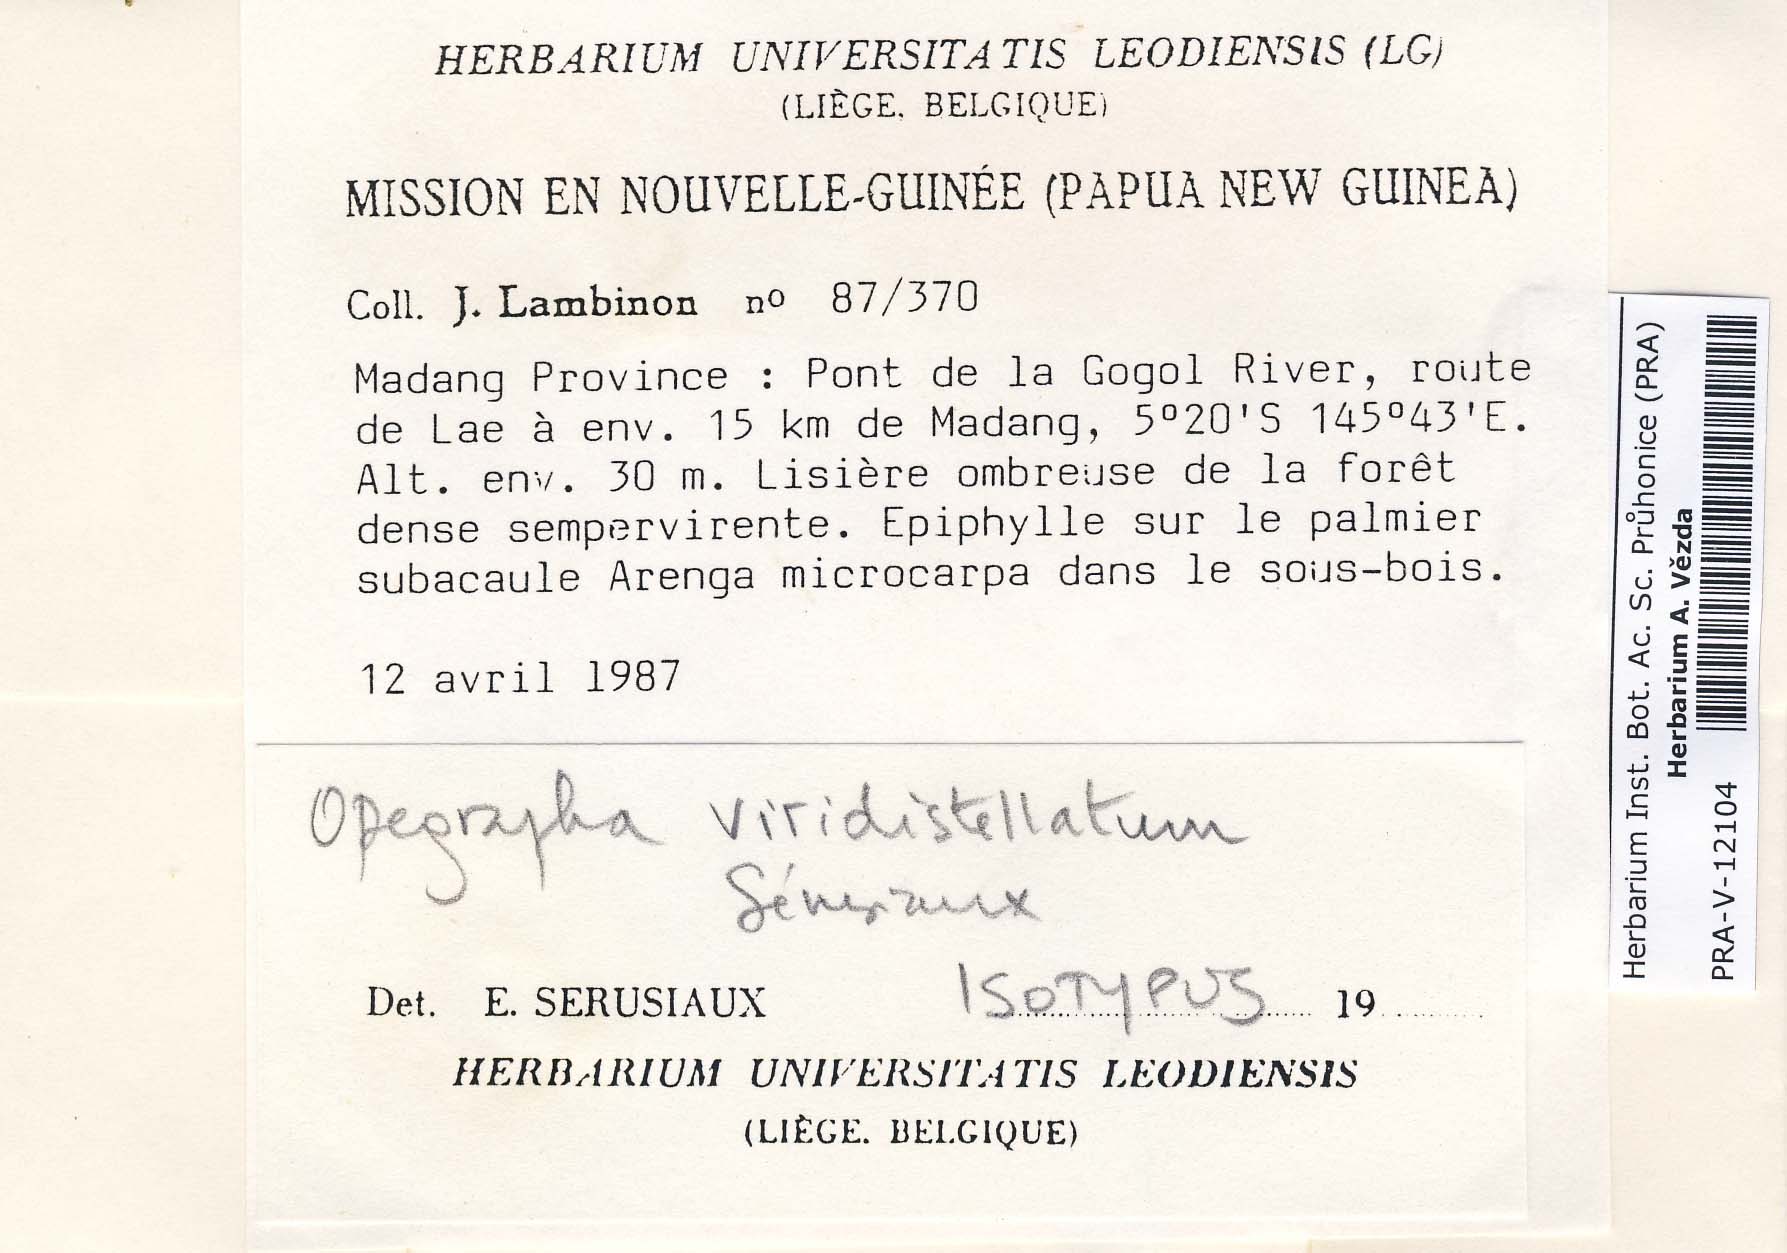 HERBARIUM UNIVERSITATIS LEODIENSIS (LG)
(LIÈGE, BELGIQUE)
MISSION EN NOUVELLE-GUINÉE (PAPUA NEW GUINEA)
Coll. J. Lambinon nº 87/370
Madang Province : Pont de la Gogol River, route
de Lae à env. 15 km de Madang, 5º20'S 145º43'E.
Alt. env. 30 m. Lisière ombreuse de la forêt
dense sempervirente. Epiphylle sur le palmier
subacaule Arenga microcarpa dans le sous-bois.
12 avril 1987
Opegrapha viridistellatum
Sérusiaux
ISOTYPUS
Det. E. SERUSIAUX 19
HERBARIUM UNIVERSITATIS LEODIENSIS
(LIÈGE. BELGIQUE)
Herbarium Inst. Bot. Ac. Sc. Průhonice (PRA)
Herbarium A. Vězda
PRA-V-12104